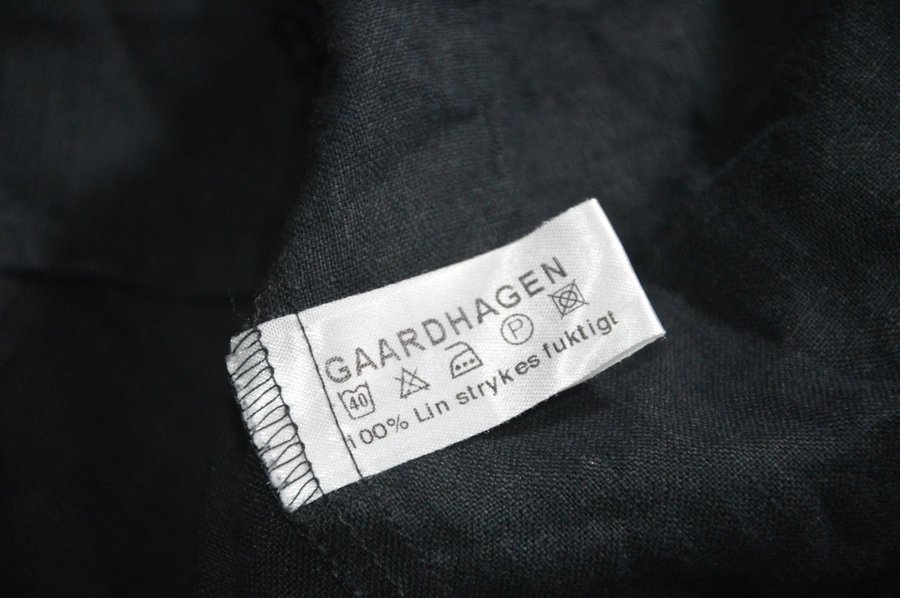 GAARDHAGEN
40 P
100% Lin strykes fuktigt